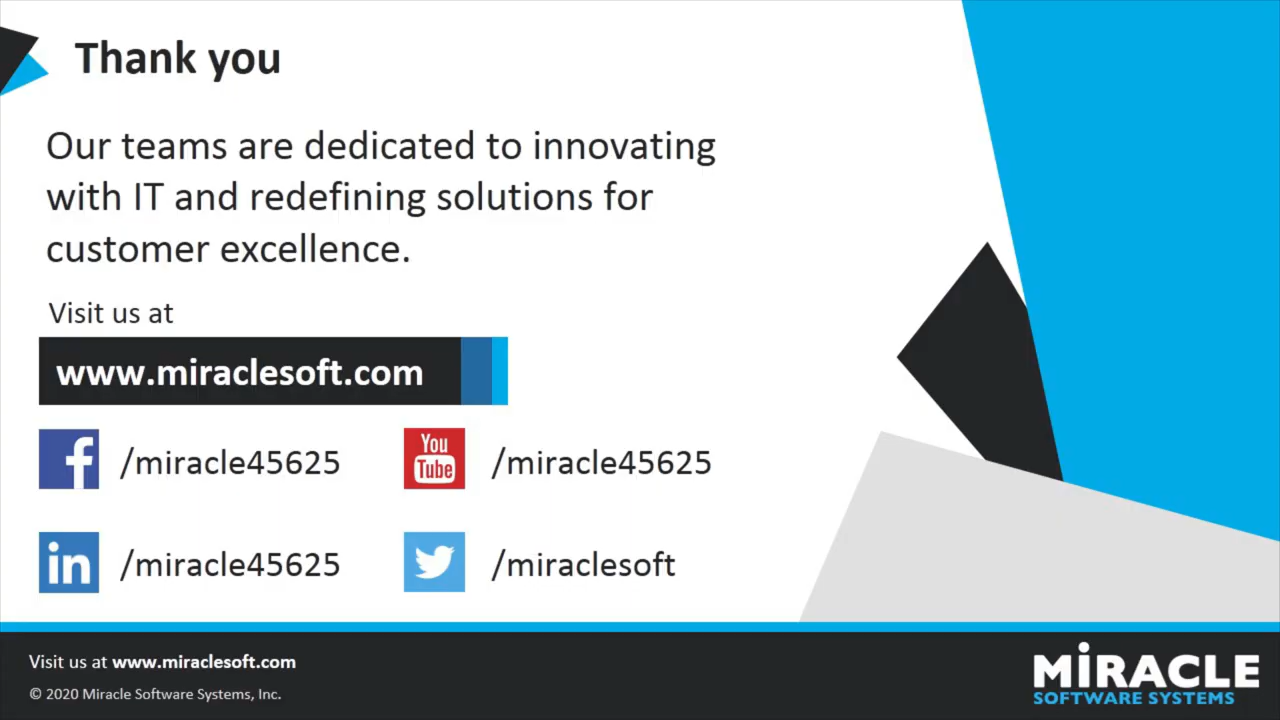 Thank you
Our teams are dedicated to innovating
with IT and redefining solutions for
customer excellence.
Visit us at
www.miraclesoft.com
f /miracle45625
You
Tube /miracle45625
in /miracle45625
/miraclesoft
Visit us at www.miraclesoft.com
© 2020 Miracle Software Systems, Inc.
MiRACLE
SOFTWARE SYSTEMS